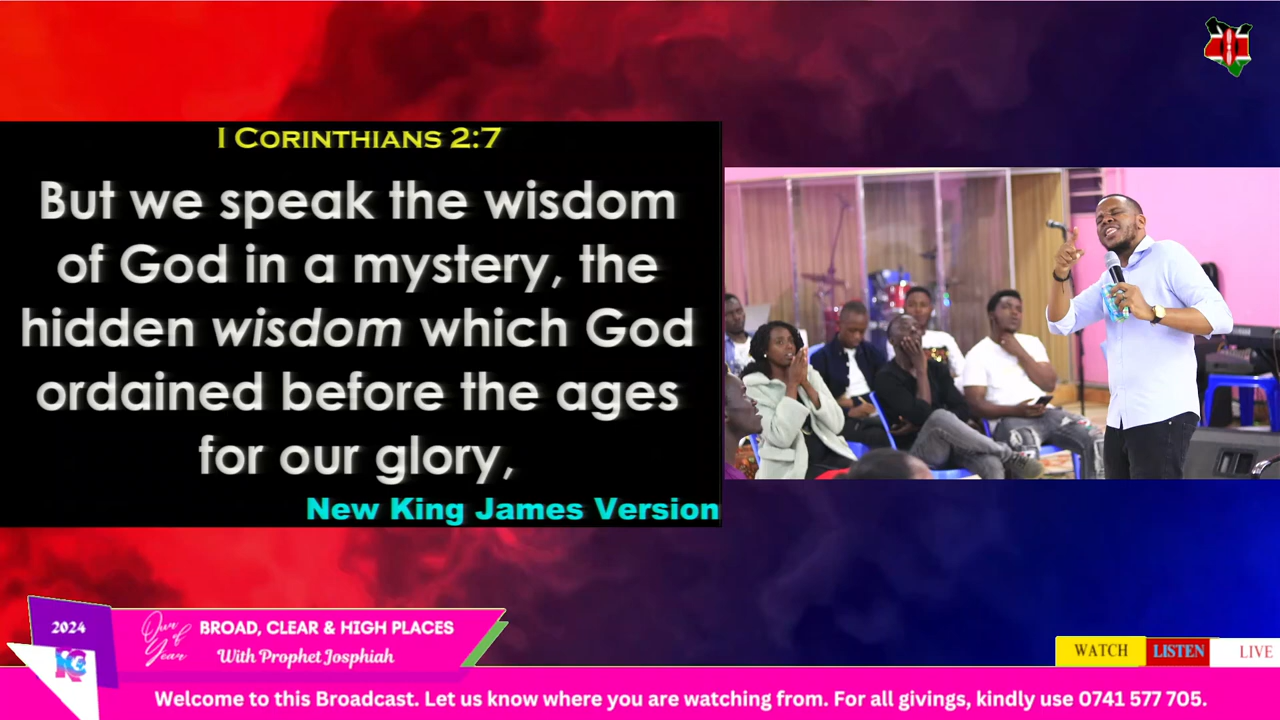 I CORINTHIANS 2:7
But we speak the wisdom
of God in a mystery, the
hidden wisdom which God
ordained before the ages
for our glory,
New King James Version
2024
Our of Year
BROAD, CLEAR & HIGH PLACES
With Prophet Josphiah
WATCH LISTEN LIVE
Welcome to this Broadcast. Let us know where you are watching from. For all givings, kindly use 0741 577 705.